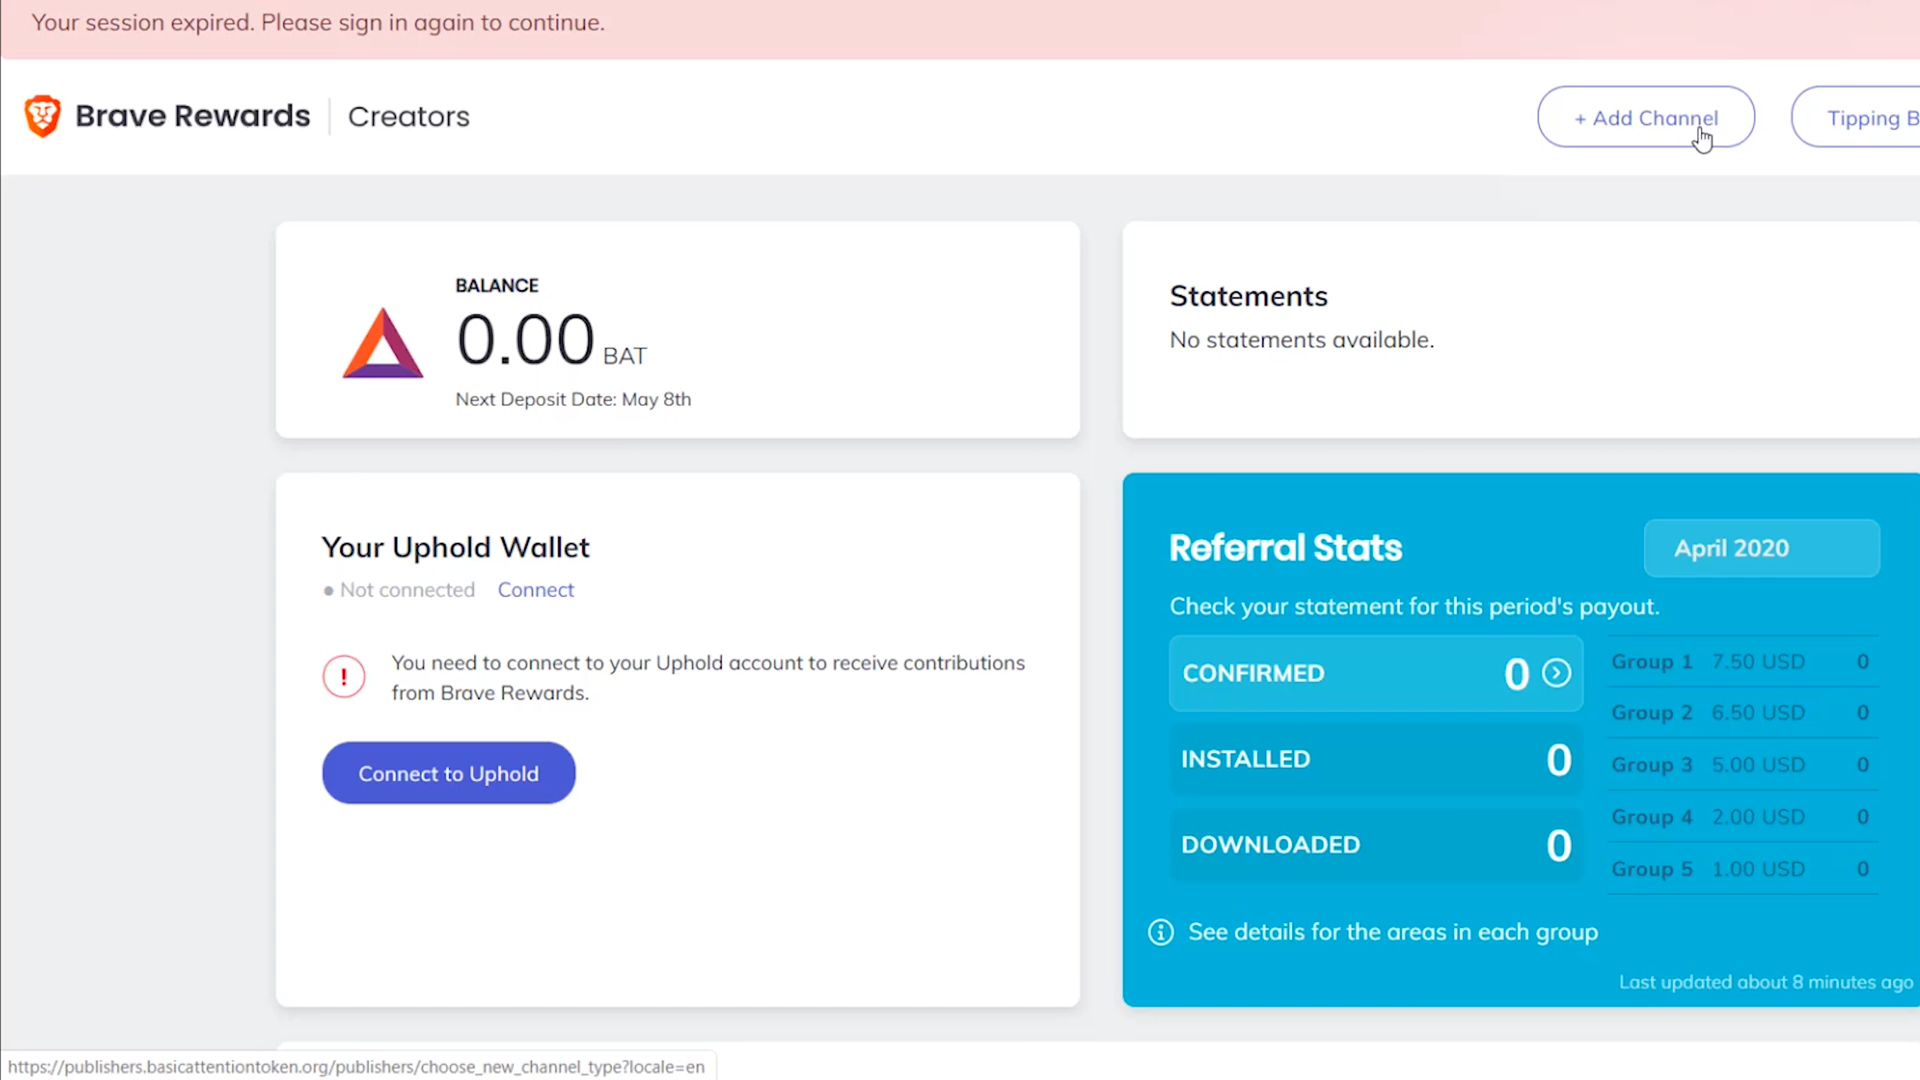 Your session expired. Please sign in again to continue.
Brave Rewards Creators
+ Add Channel
Tipping B
BALANCE
0.00 BAT
Next Deposit Date: May 8th
Statements
No statements available.
Your Uphold Wallet
Not connected Connect
! You need to connect to your Uphold account to receive contributions
from Brave Rewards.
Connect to Uphold
Referral Stats
April 2020
Check your statement for this period's payout.
CONFIRMED 0
INSTALLED 0
DOWNLOADED 0
Group 1 7.50 USD 0
Group 2 6.50 USD 0
Group 3 5.00 USD 0
Group 4 2.00 USD 0
Group 5 1.00 USD 0
See details for the areas in each group
Last updated about 8 minutes ago
https://publishers.basicattentiontoken.org/publishers/choose_new_channel_type?locale=en